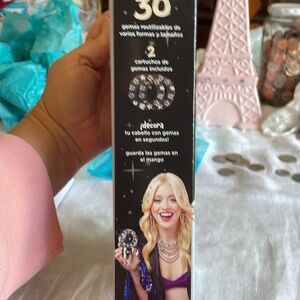 30
gemas reutilizables de
varias formas y tamaños
2
cartuchos de
gemas incluidos
¡decora
tu cabello con gemas
en segundos!
guarda las gemas en
el mango